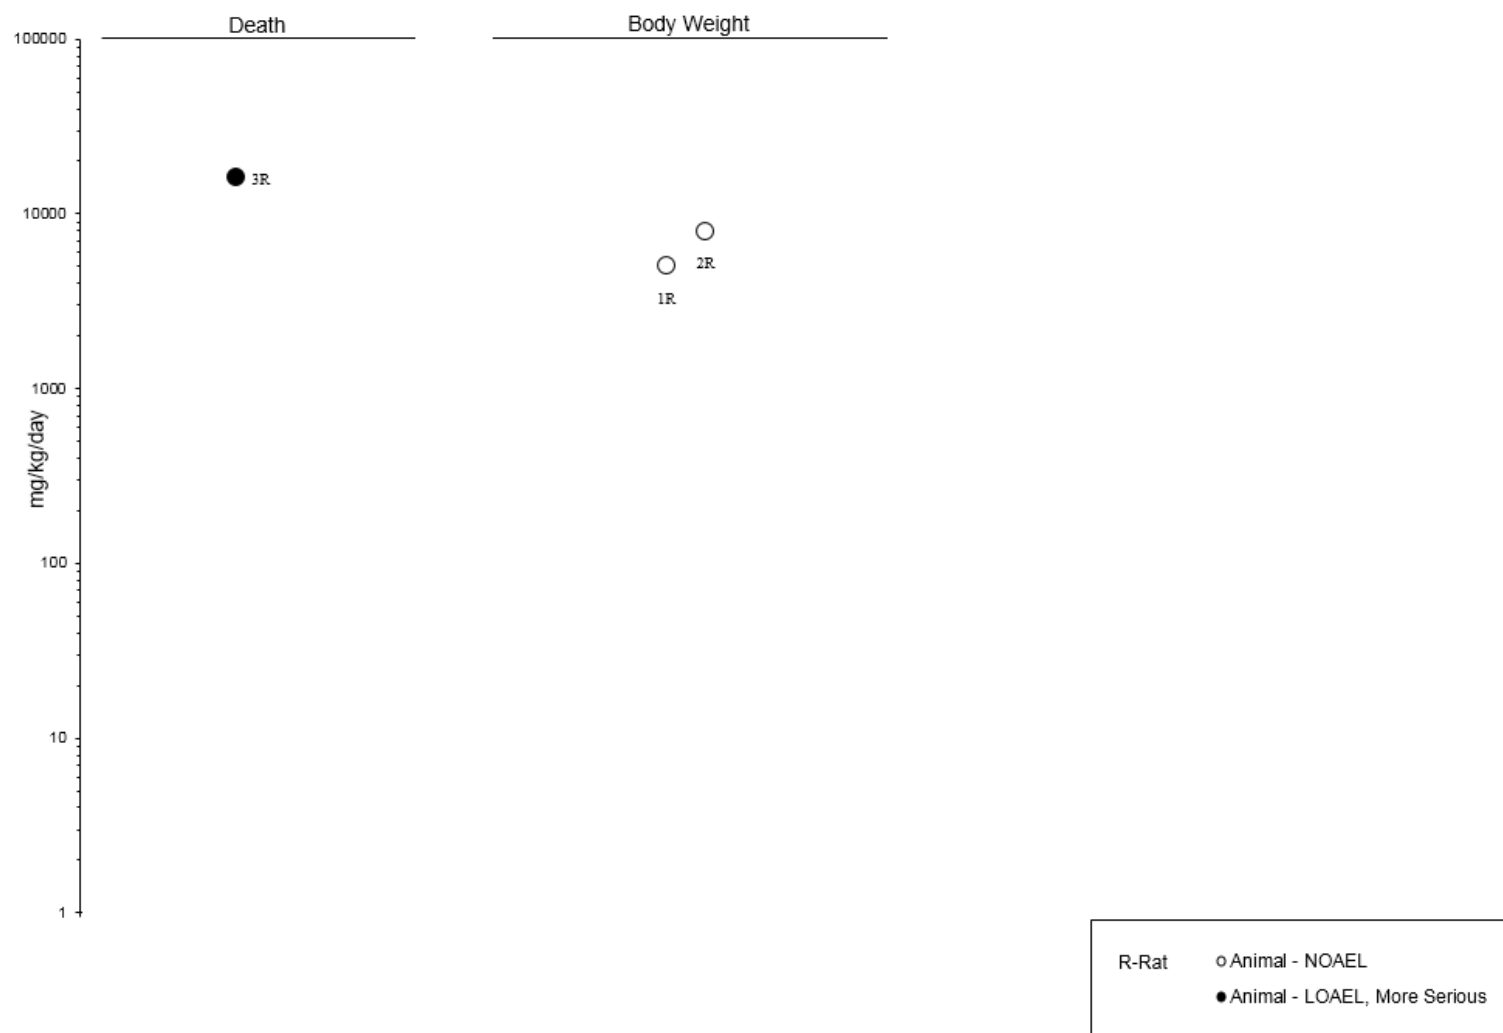 Death
Body Weight
100000
3R
10000
2R
1R
1000
mg/kg/day
100
10
1
R-Rat
Animal - NOAEL
Animal - LOAEL, More Serious